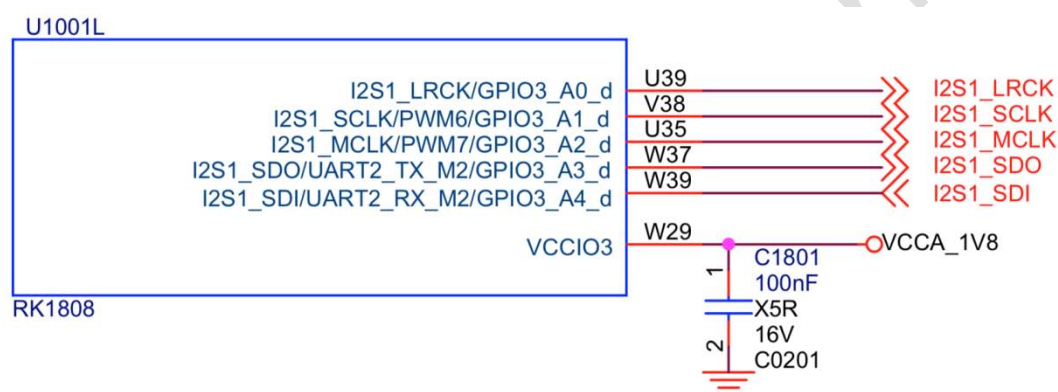 U1001L
I2S1_LRCK/GPIO3_A0_d U39 I2S1_LRCK
I2S1_SCLK/PWM6/GPIO3_A1_d V38 I2S1_SCLK
I2S1_MCLK/PWM7/GPIO3_A2_d U35 I2S1_MCLK
I2S1_SDO/UART2_TX_M2/GPIO3_A3_d W37 I2S1_SDO
I2S1_SDI/UART2_RX_M2/GPIO3_A4_d W39 I2S1_SDI
VCCIO3 W29 VCCA_1V8
1 C1801
100nF
X5R
16V
2 C0201
RK1808